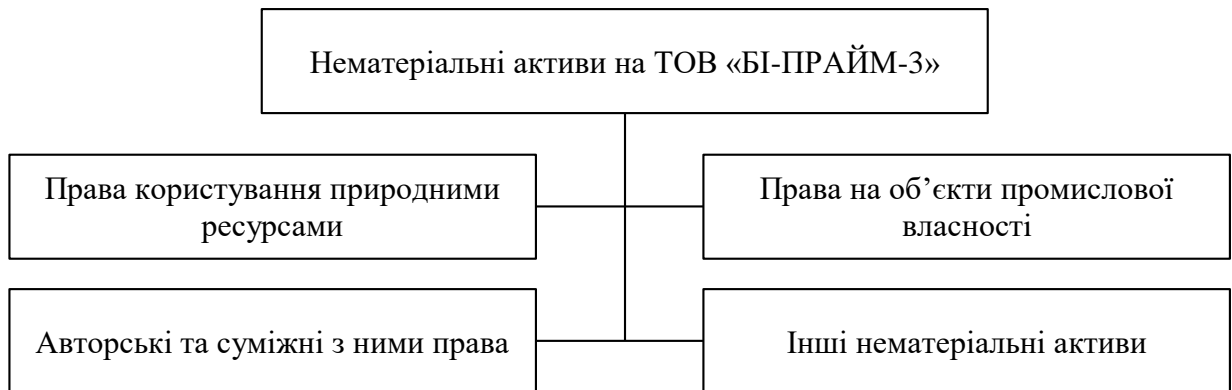 Нематеріальні активи на ТОВ «БІ-ПРАЙМ-3»
Права користування природними
ресурсами
Права на об’єкти промислової
власності
Авторські та суміжні з ними права
Інші нематеріальні активи